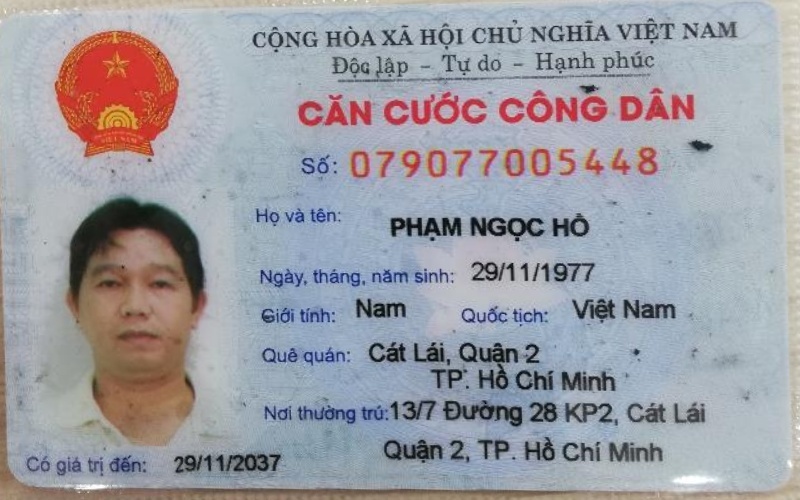 CỘNG HÒA XÃ HỘI CHỦ NGHĨA VIỆT NAM
Độc lập – Tự do – Hạnh phúc
CĂN CƯỚC CÔNG DÂN
Số: 079077005448
Họ và tên: PHẠM NGỌC HỒ
Ngày, tháng, năm sinh: 29/11/1977
Giới tính: Nam Quốc tịch: Việt Nam
Quê quán: Cát Lái, Quận 2
TP. Hồ Chí Minh
Nơi thường trú: 13/7 Đường 28 KP2, Cát Lái
Quận 2, TP. Hồ Chí Minh
Có giá trị đến: 29/11/2037